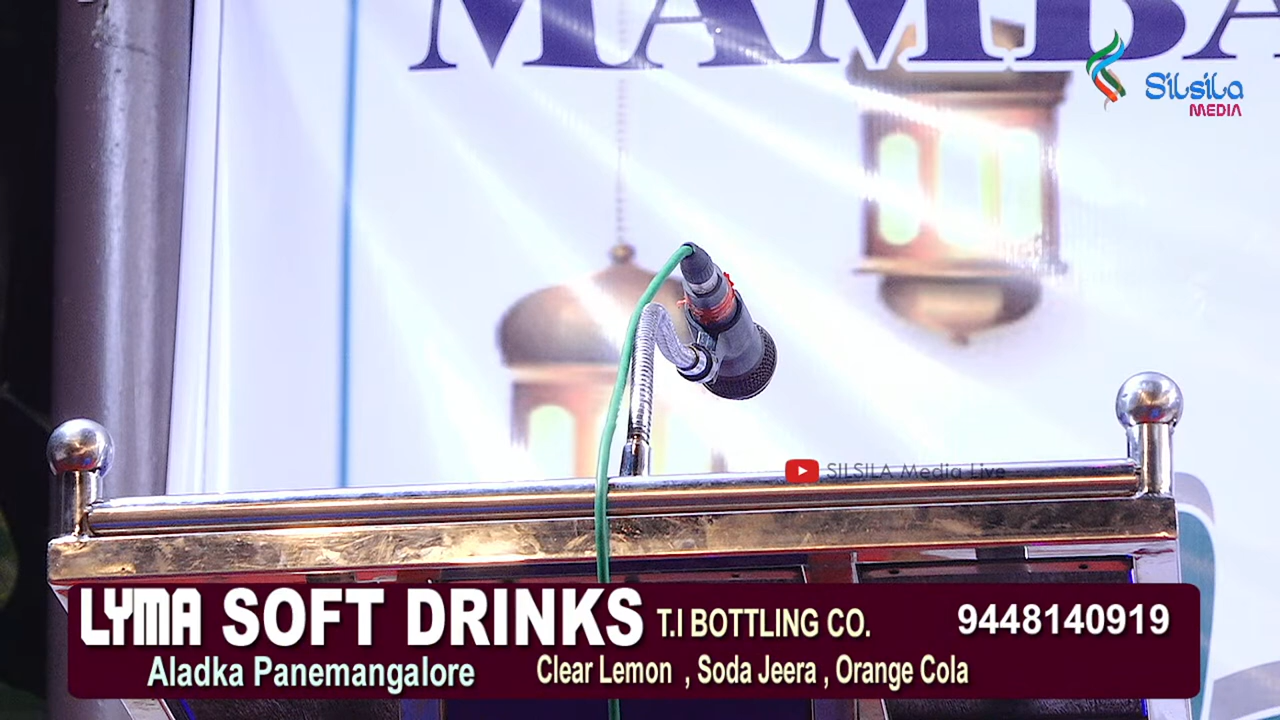 MAMBA
SILSILA
MEDIA
SILSILA Media Live
LYMA SOFT DRINKS T.I BOTTLING CO. 9448140919
Aladka Panemangalore Clear Lemon , Soda Jeera , Orange Cola